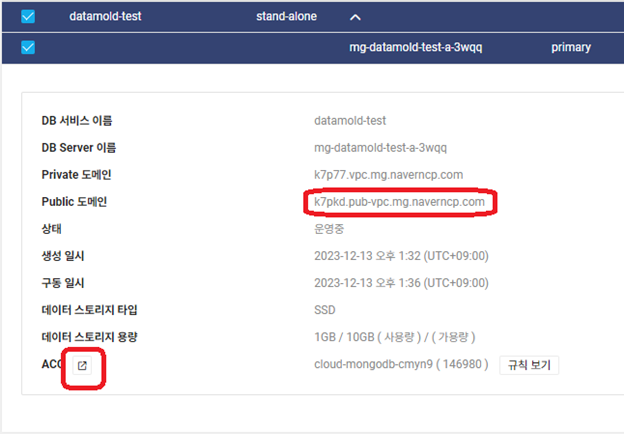 datamold-test stand-alone
mg-datamold-test-a-3wqq primary
DB 서비스 이름 datamold-test
DB Server 이름 mg-datamold-test-a-3wqq
Private 도메인 k7p77.vpc.mg.naverncp.com
Public 도메인 k7pkd.pub-vpc.mg.naverncp.com
상태 운영중
생성 일시 2023-12-13 오후 1:32 (UTC+09:00)
구동 일시 2023-12-13 오후 1:36 (UTC+09:00)
데이터 스토리지 타입 SSD
데이터 스토리지 용량 1GB / 10GB ( 사용량 ) / ( 가용량 )
ACG cloud-mongodb-cmyn9 ( 146980 ) 규칙 보기